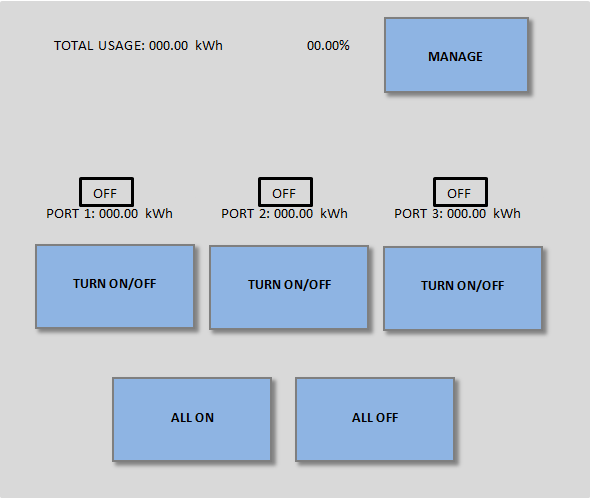 TOTAL USAGE: 000.00 kWh 00.00%
MANAGE
OFF OFF OFF
PORT 1: 000.00 kWh PORT 2: 000.00 kWh PORT 3: 000.00 kWh
TURN ON/OFF TURN ON/OFF TURN ON/OFF
ALL ON ALL OFF